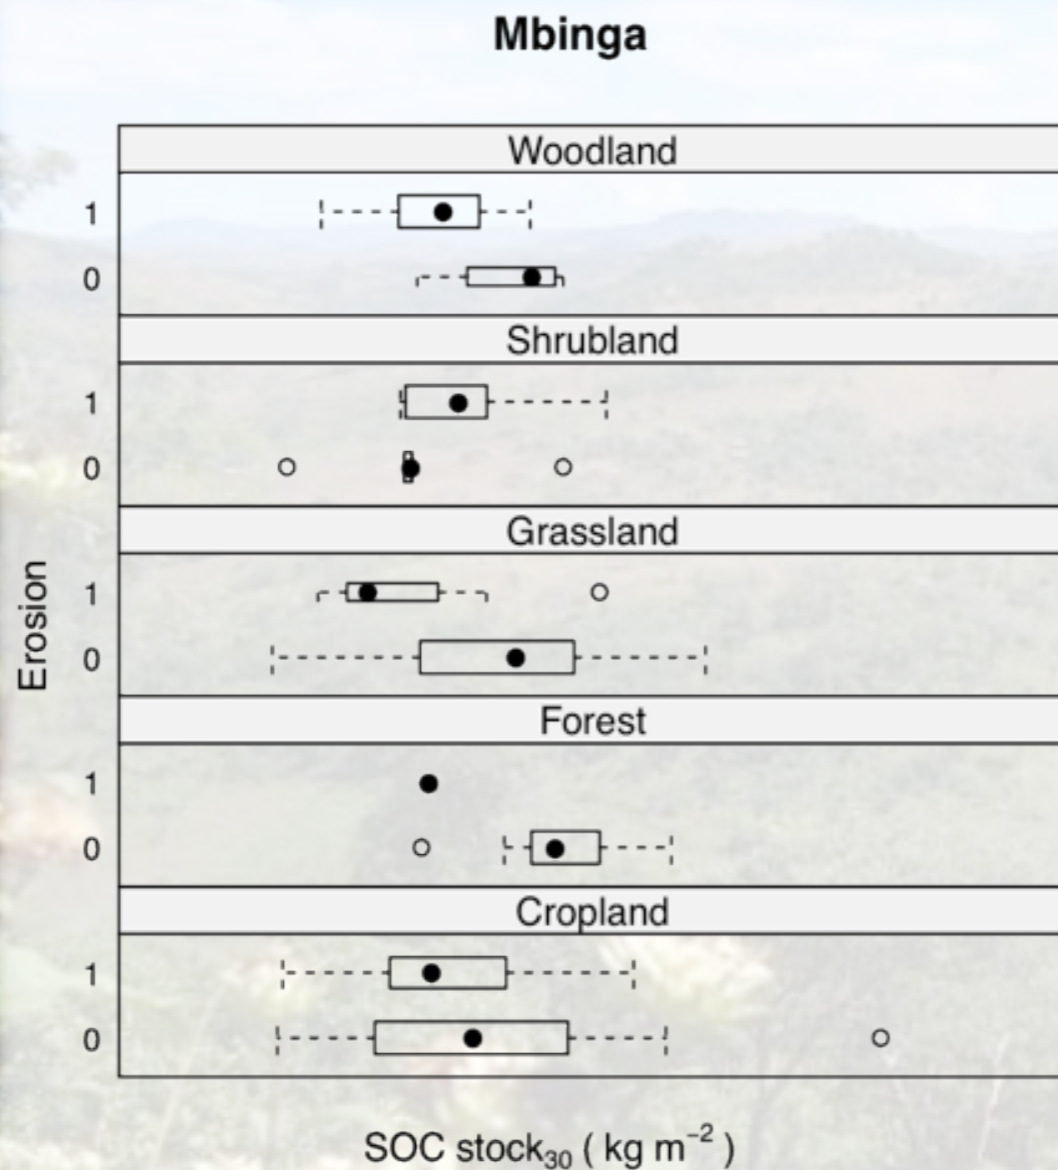 Mbinga
Woodland
1
0
Shrubland
1
0
Grassland
1
0
Forest
1
0
Cropland
1
0
Erosion
SOC stock₃₀ ( kg m⁻² )